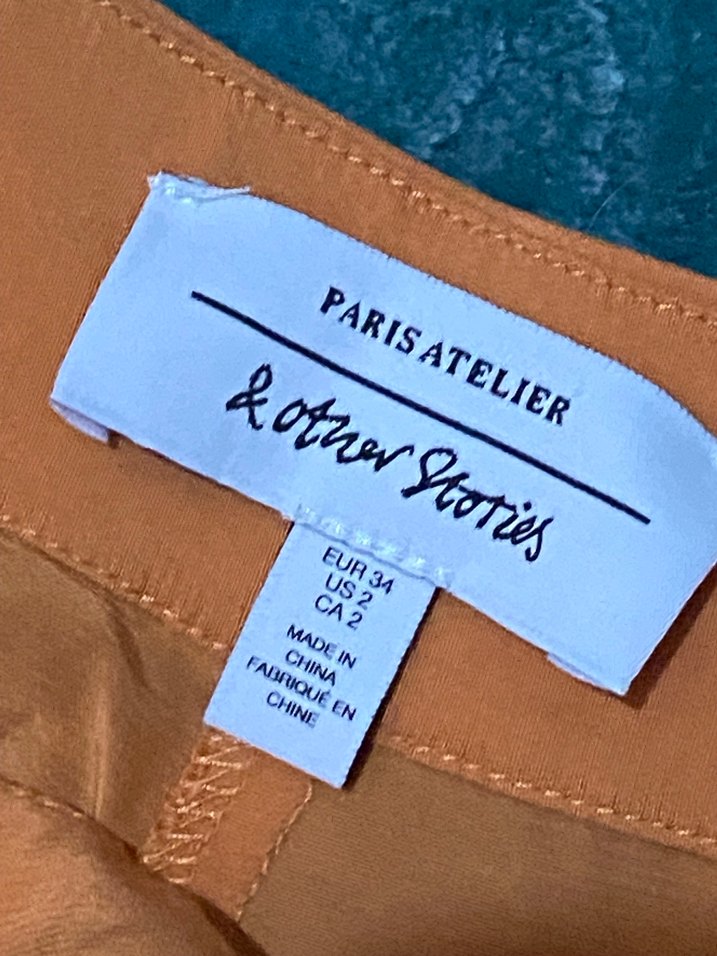 PARIS ATELIER
& other Stories
EUR 34
US 2
CA 2
MADE IN
CHINA
FABRIQUÉ EN
CHINE